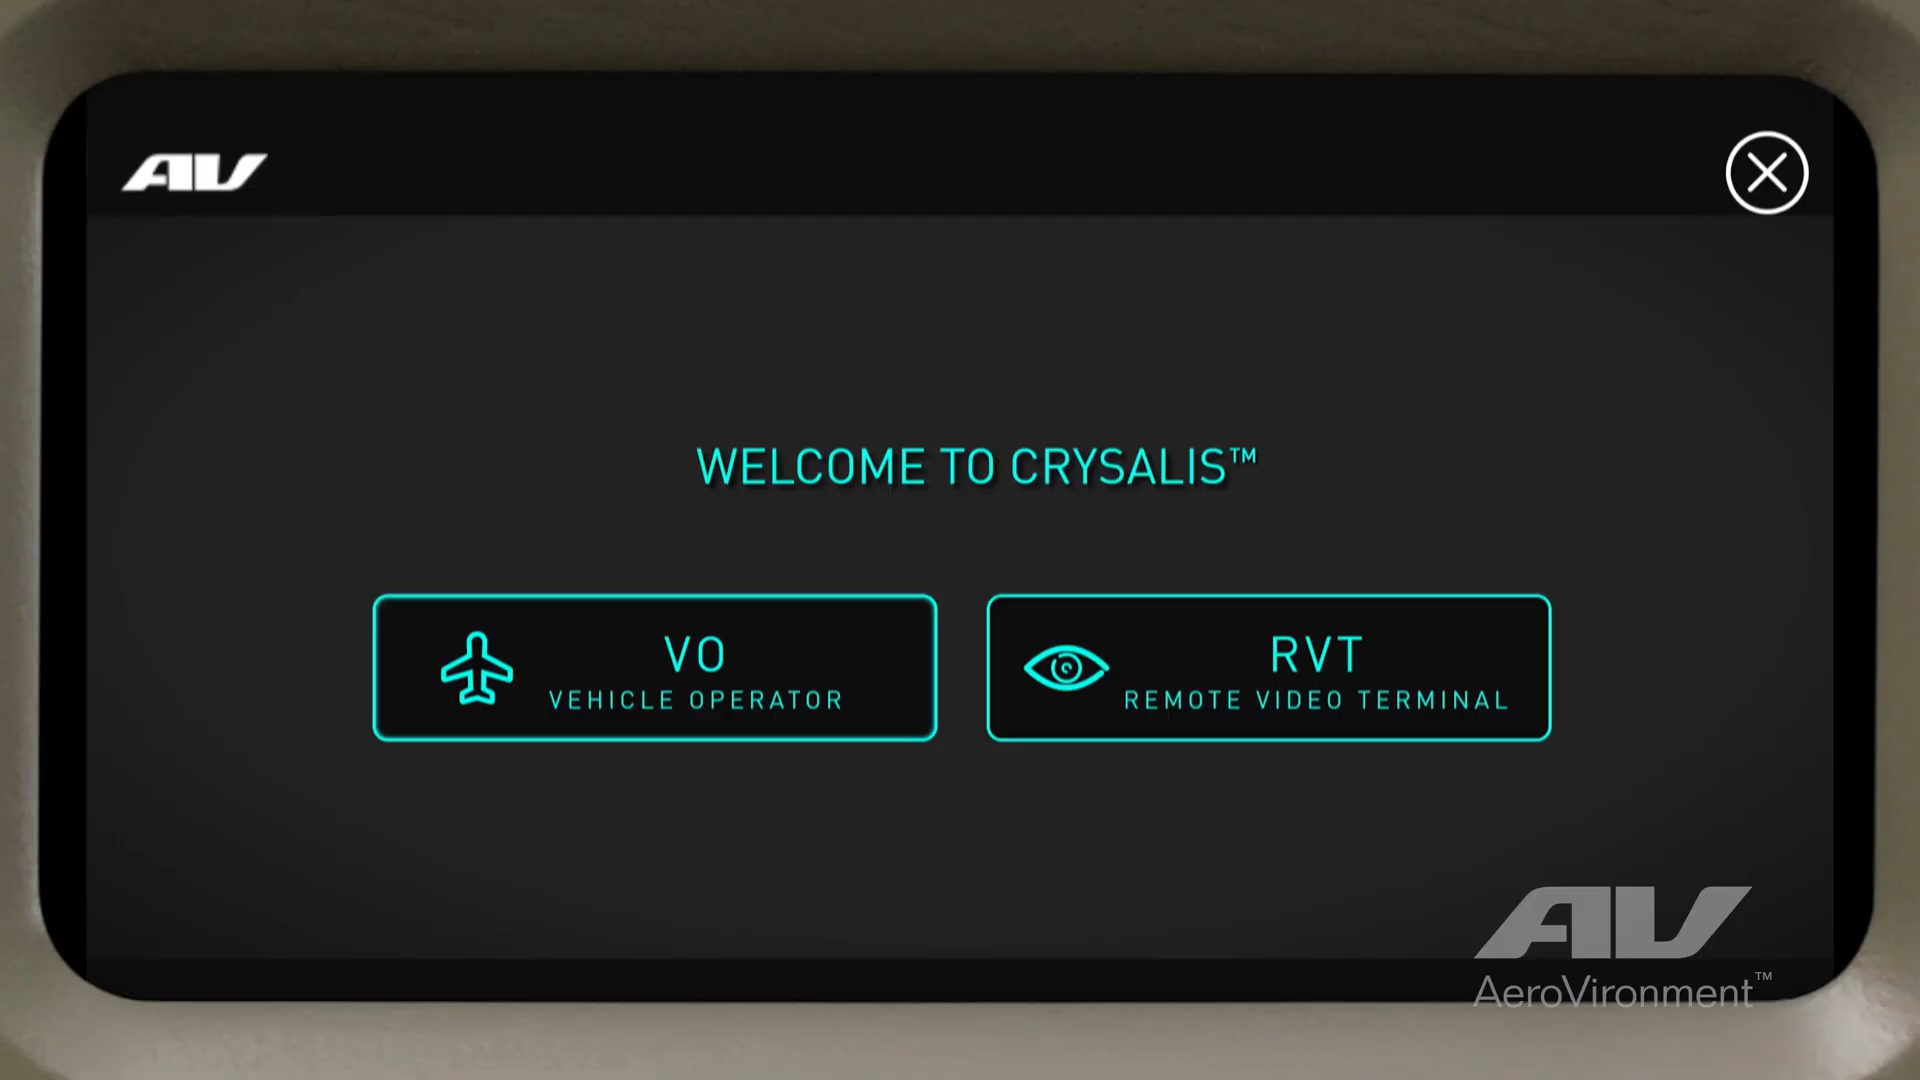 AV
WELCOME TO CRYSALIS™
VO
VEHICLE OPERATOR
RVT
REMOTE VIDEO TERMINAL
AV
AeroVironment™